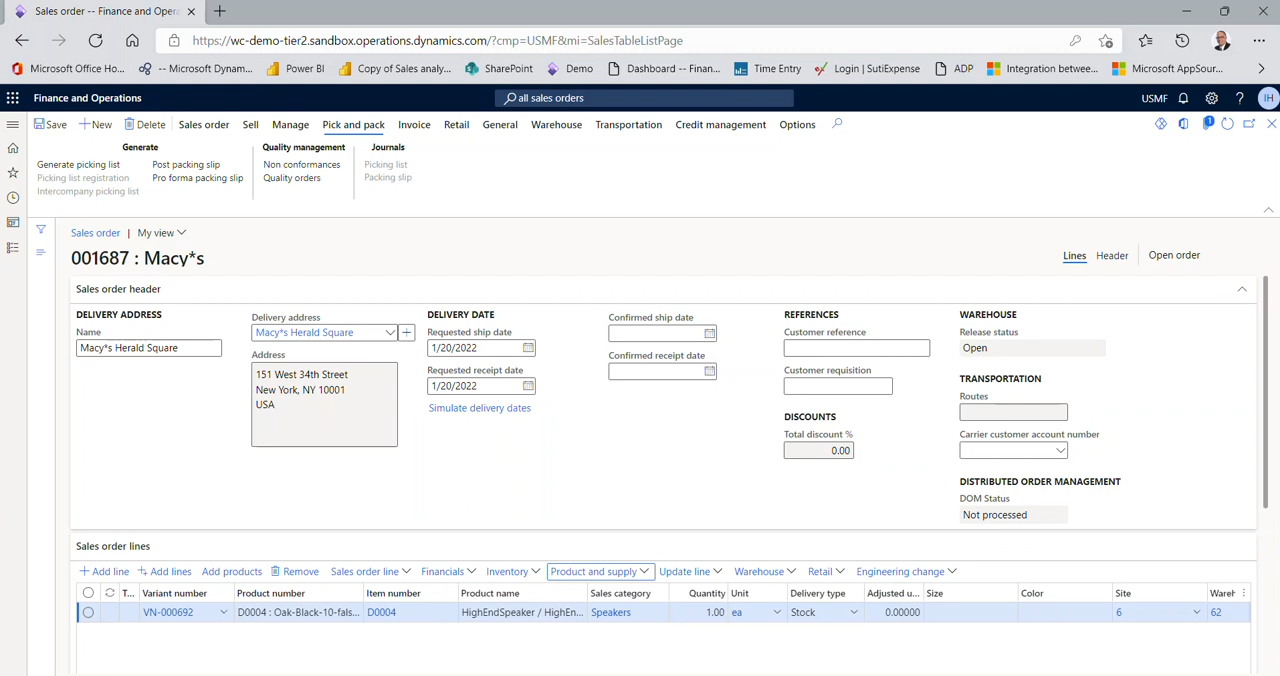 Sales order -- Finance and Opera
https://wc-demo-tier2.sandbox.operations.dynamics.com/?cmp=USMF&mi=SalesTableListPage
Microsoft Office Ho... -- Microsoft Dynam... Power BI Copy of Sales analy... SharePoint Demo Dashboard -- Finan... Time Entry Login | SutiExpense ADP Integration betwee... Microsoft AppSour...
Finance and Operations all sales orders USMF ? IH
Save New Delete Sales order Sell Manage Pick and pack Invoice Retail General Warehouse Transportation Credit management Options 1
Generate Quality management Journals
Generate picking list Post packing slip Non conformances Picking list
Picking list registration Pro forma packing slip Quality orders Packing slip
Intercompany picking list
Sales order | My view
001687 : Macy*s Lines Header Open order
Sales order header
DELIVERY ADDRESS
Name
Macy*s Herald Square
Delivery address
Macy*s Herald Square
Address
151 West 34th Street
New York, NY 10001
USA
DELIVERY DATE
Requested ship date
1/20/2022
Requested receipt date
1/20/2022
Simulate delivery dates
Confirmed ship date
Confirmed receipt date
REFERENCES
Customer reference
Customer requisition
DISCOUNTS
Total discount %
0.00
WAREHOUSE
Release status
Open
TRANSPORTATION
Routes
Carrier customer account number
DISTRIBUTED ORDER MANAGEMENT
DOM Status
Not processed
Sales order lines
Add line Add lines Add products Remove Sales order line Financials Inventory Product and supply Update line Warehouse Retail Engineering change
T... Variant number Product number Item number Product name Sales category Quantity Unit Delivery type Adjusted u... Size Color Site Wareh
VN-000692 D0004 : Oak-Black-10-fals... D0004 HighEndSpeaker / HighEn... Speakers 1.00 ea Stock 0.00000 6 62